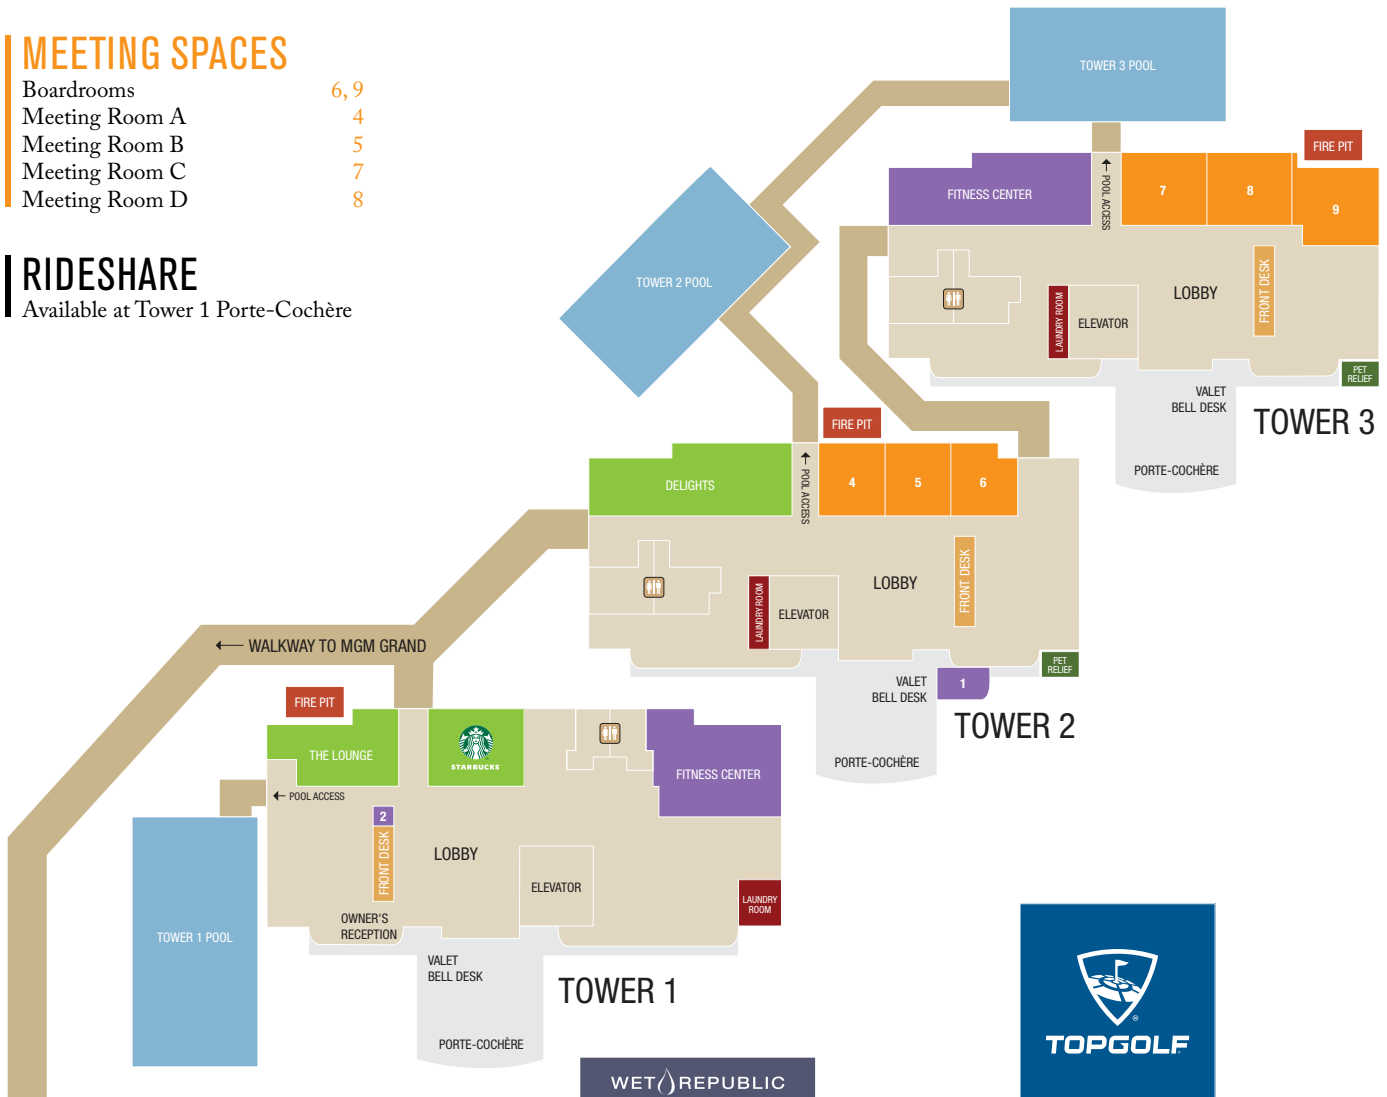 MEETING SPACES
Boardrooms 6, 9
Meeting Room A 4
Meeting Room B 5
Meeting Room C 7
Meeting Room D 8
RIDESHARE
Available at Tower 1 Porte-Cochère
TOWER 3 POOL
FIRE PIT
FITNESS CENTER
POOL ACCESS
7
8
9
LOBBY
FRONT DESK
LAUNDRY ROOM
ELEVATOR
PET
RELIEF
VALET
BELL DESK
TOWER 3
PORTE-COCHÈRE
TOWER 2 POOL
FIRE PIT
DELIGHTS
POOL ACCESS
4
5
6
LOBBY
FRONT DESK
LAUNDRY ROOM
ELEVATOR
PET
RELIEF
VALET
BELL DESK
1
TOWER 2
PORTE-COCHÈRE
WALKWAY TO MGM GRAND
FIRE PIT
THE LOUNGE
STARBUCKS
FITNESS CENTER
POOL ACCESS
2
FRONT DESK
LOBBY
ELEVATOR
LAUNDRY
ROOM
OWNER'S
RECEPTION
TOWER 1 POOL
VALET
BELL DESK
TOWER 1
PORTE-COCHÈRE
WET REPUBLIC
TOPGOLF